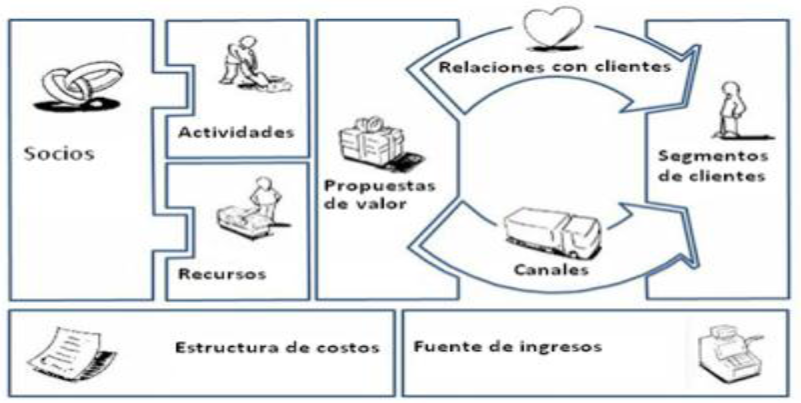 Socios
Actividades
Recursos
Propuestas
de valor
Relaciones con clientes
Canales
Segmentos
de clientes
Estructura de costos
Fuente de ingresos